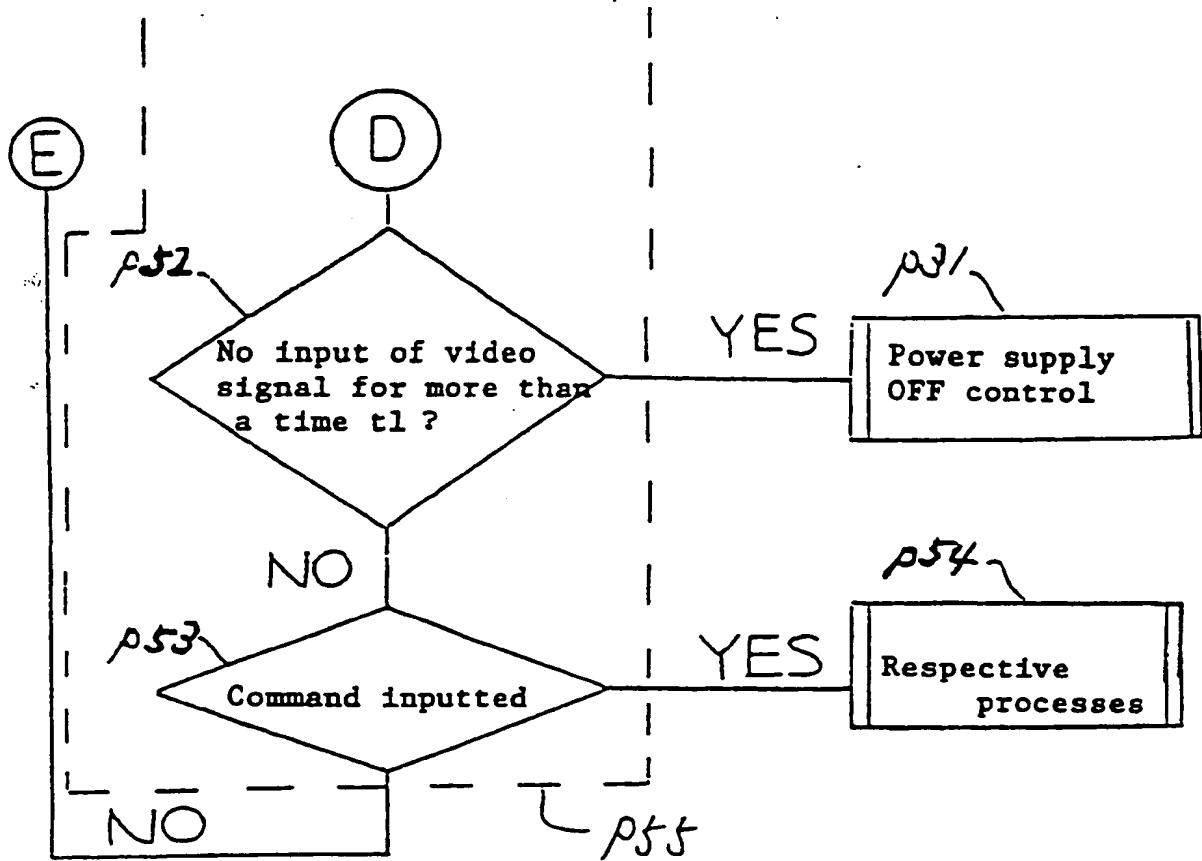 E
D
p52
No input of video
signal for more than
a time t1 ?
YES
p31
Power supply
OFF control
NO
p53
Command inputted
YES
p54
Respective
processes
NO
p55